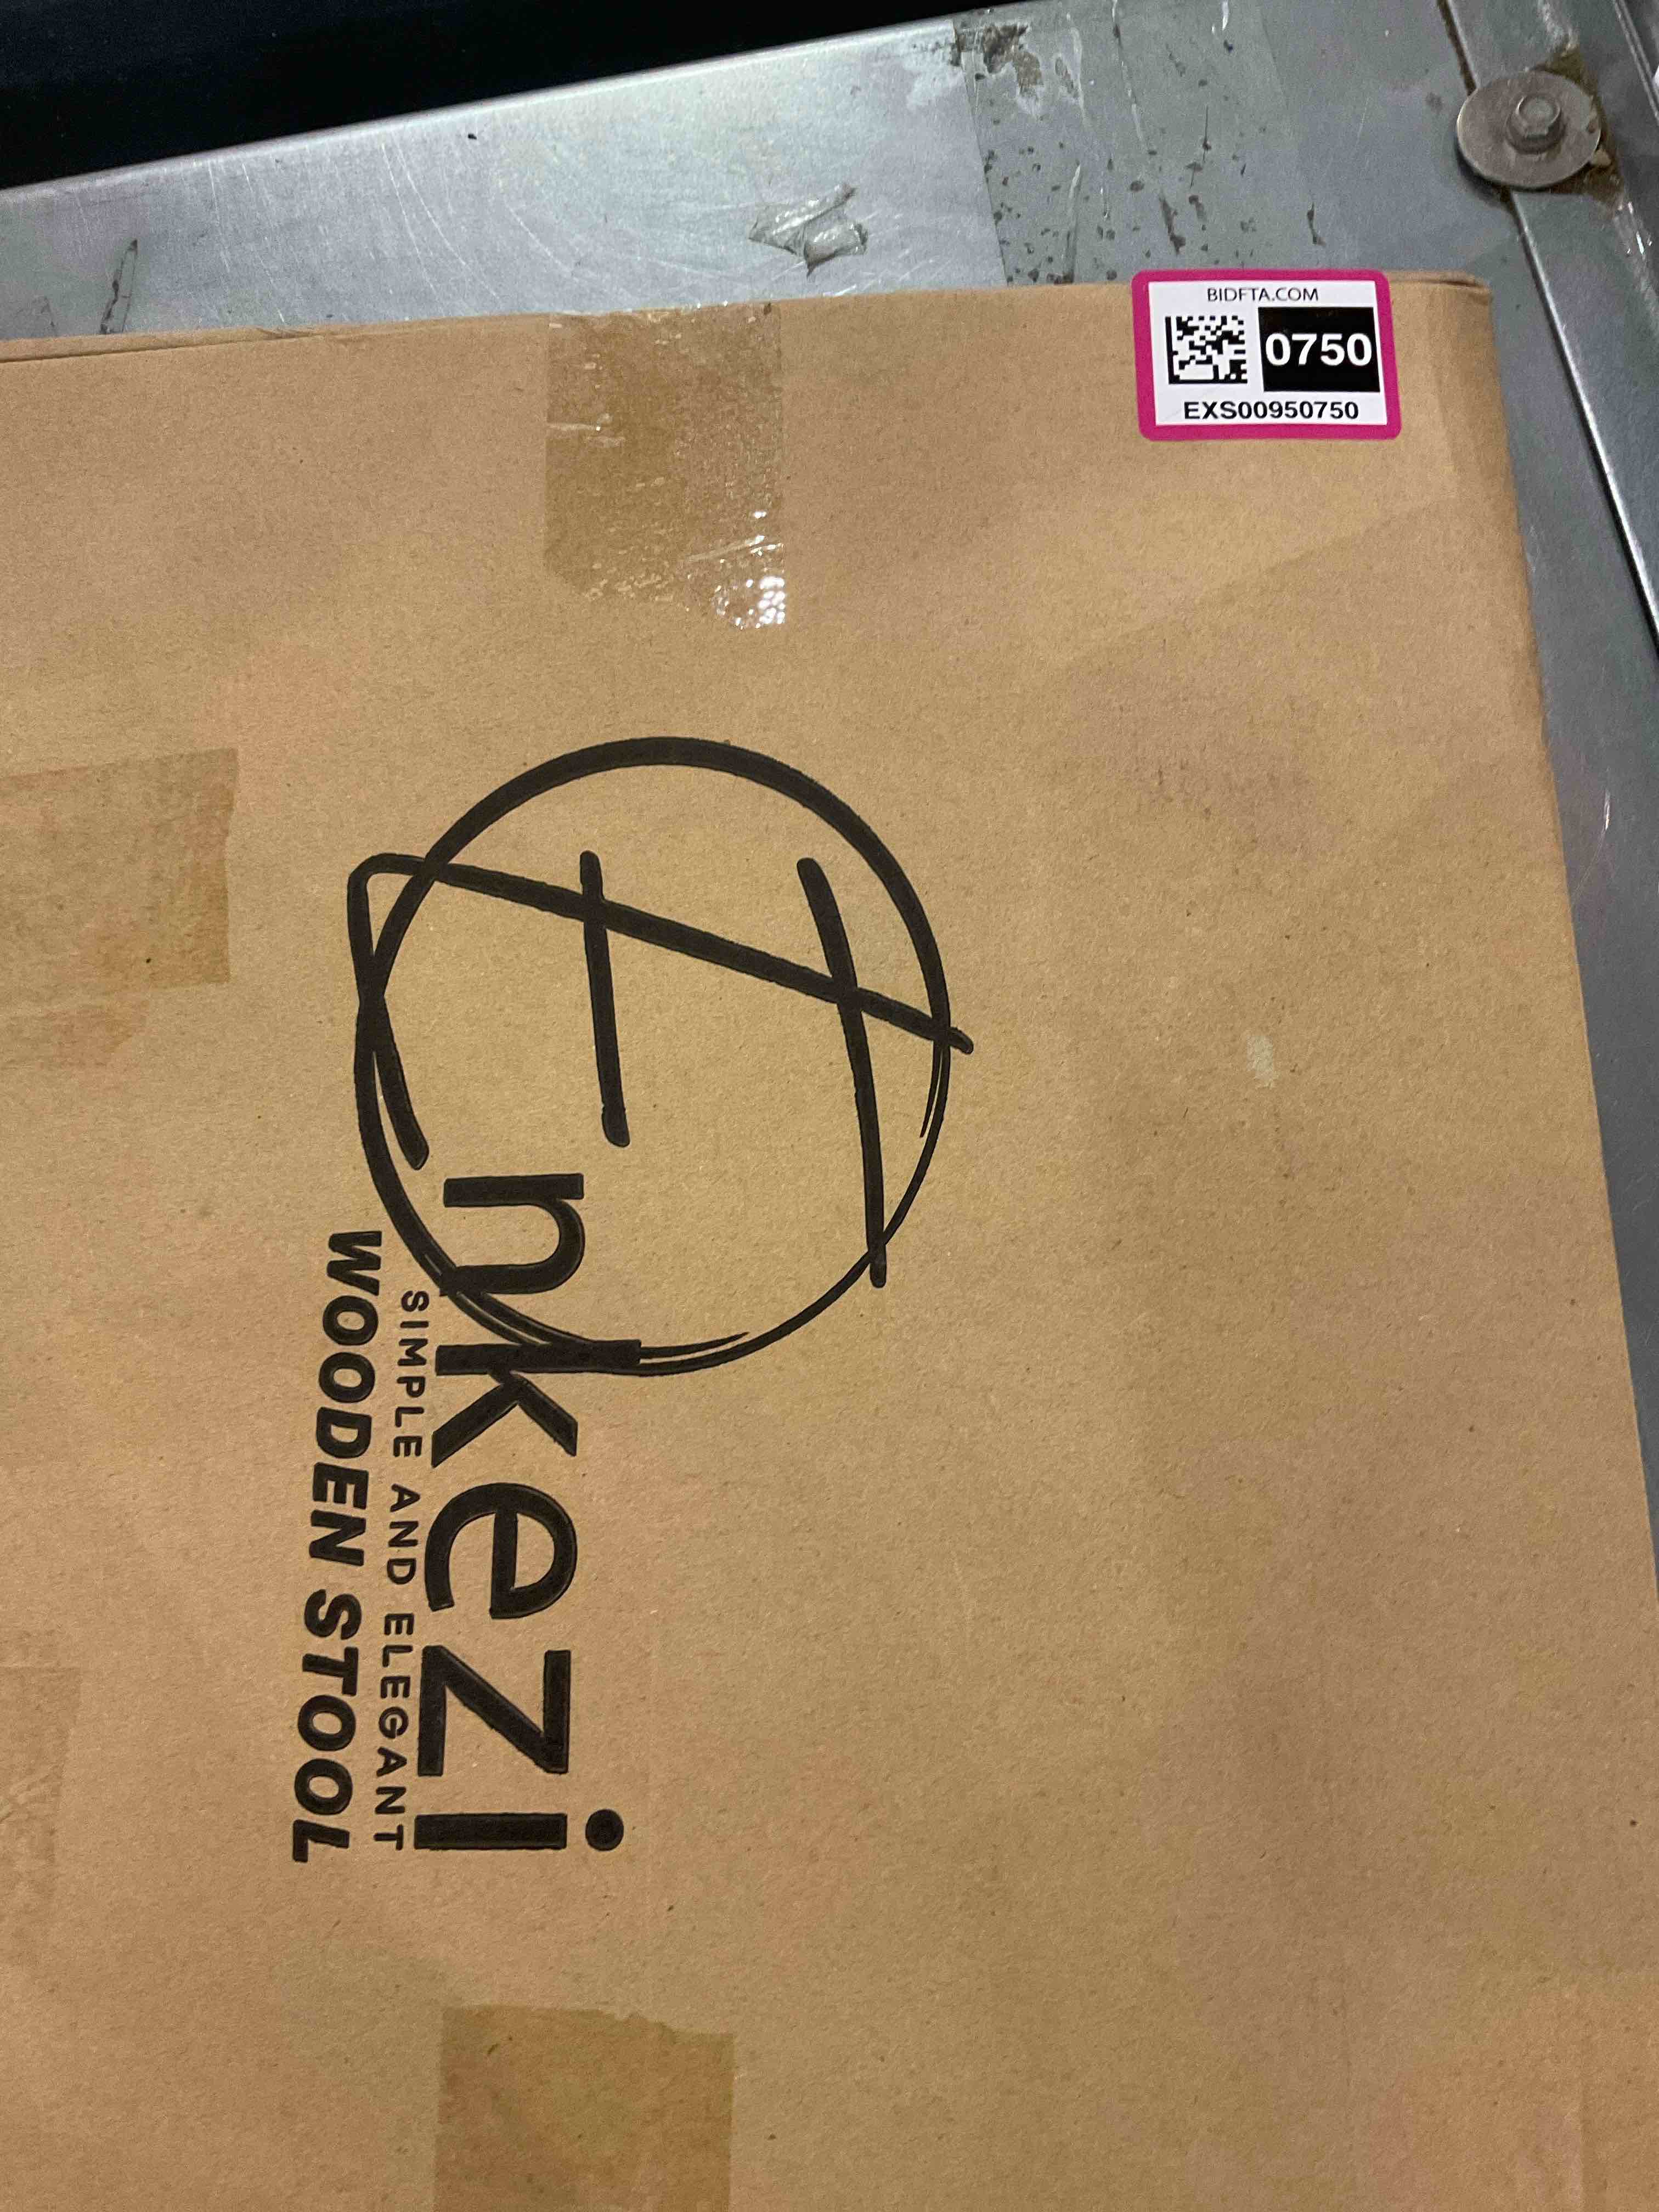 BIDFTA.COM
0750
EXS00950750
Enkezi
SIMPLE AND ELEGANT
WOODEN STOOL